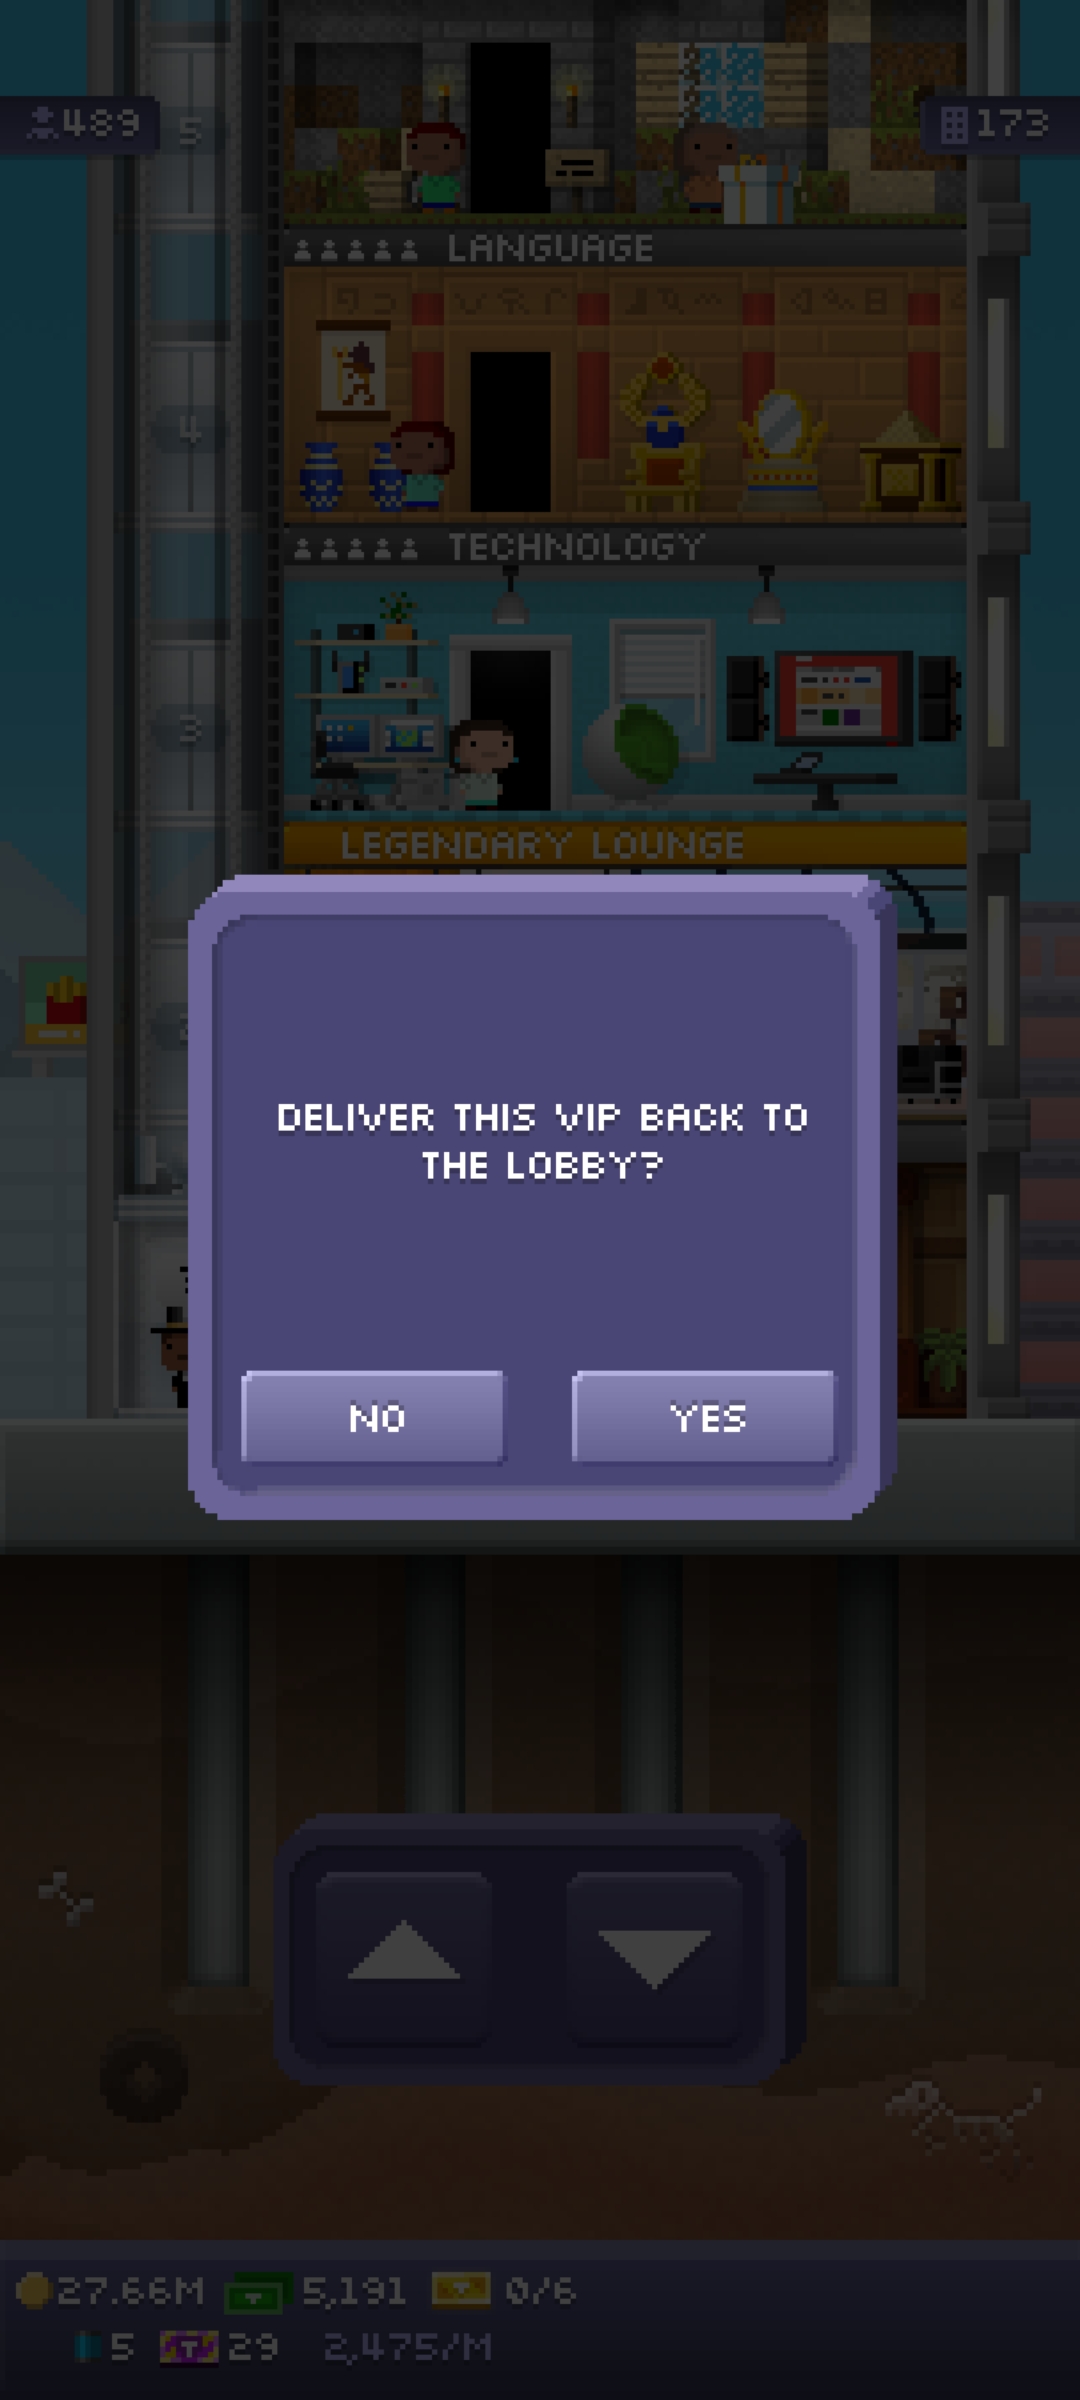 489
5
173
LANGUAGE
4
TECHNOLOGY
3
LEGENDARY LOUNGE
DELIVER THIS VIP BACK TO
THE LOBBY?
NO
YES
27.66M
5,191
0/6
5
29
2,475/M